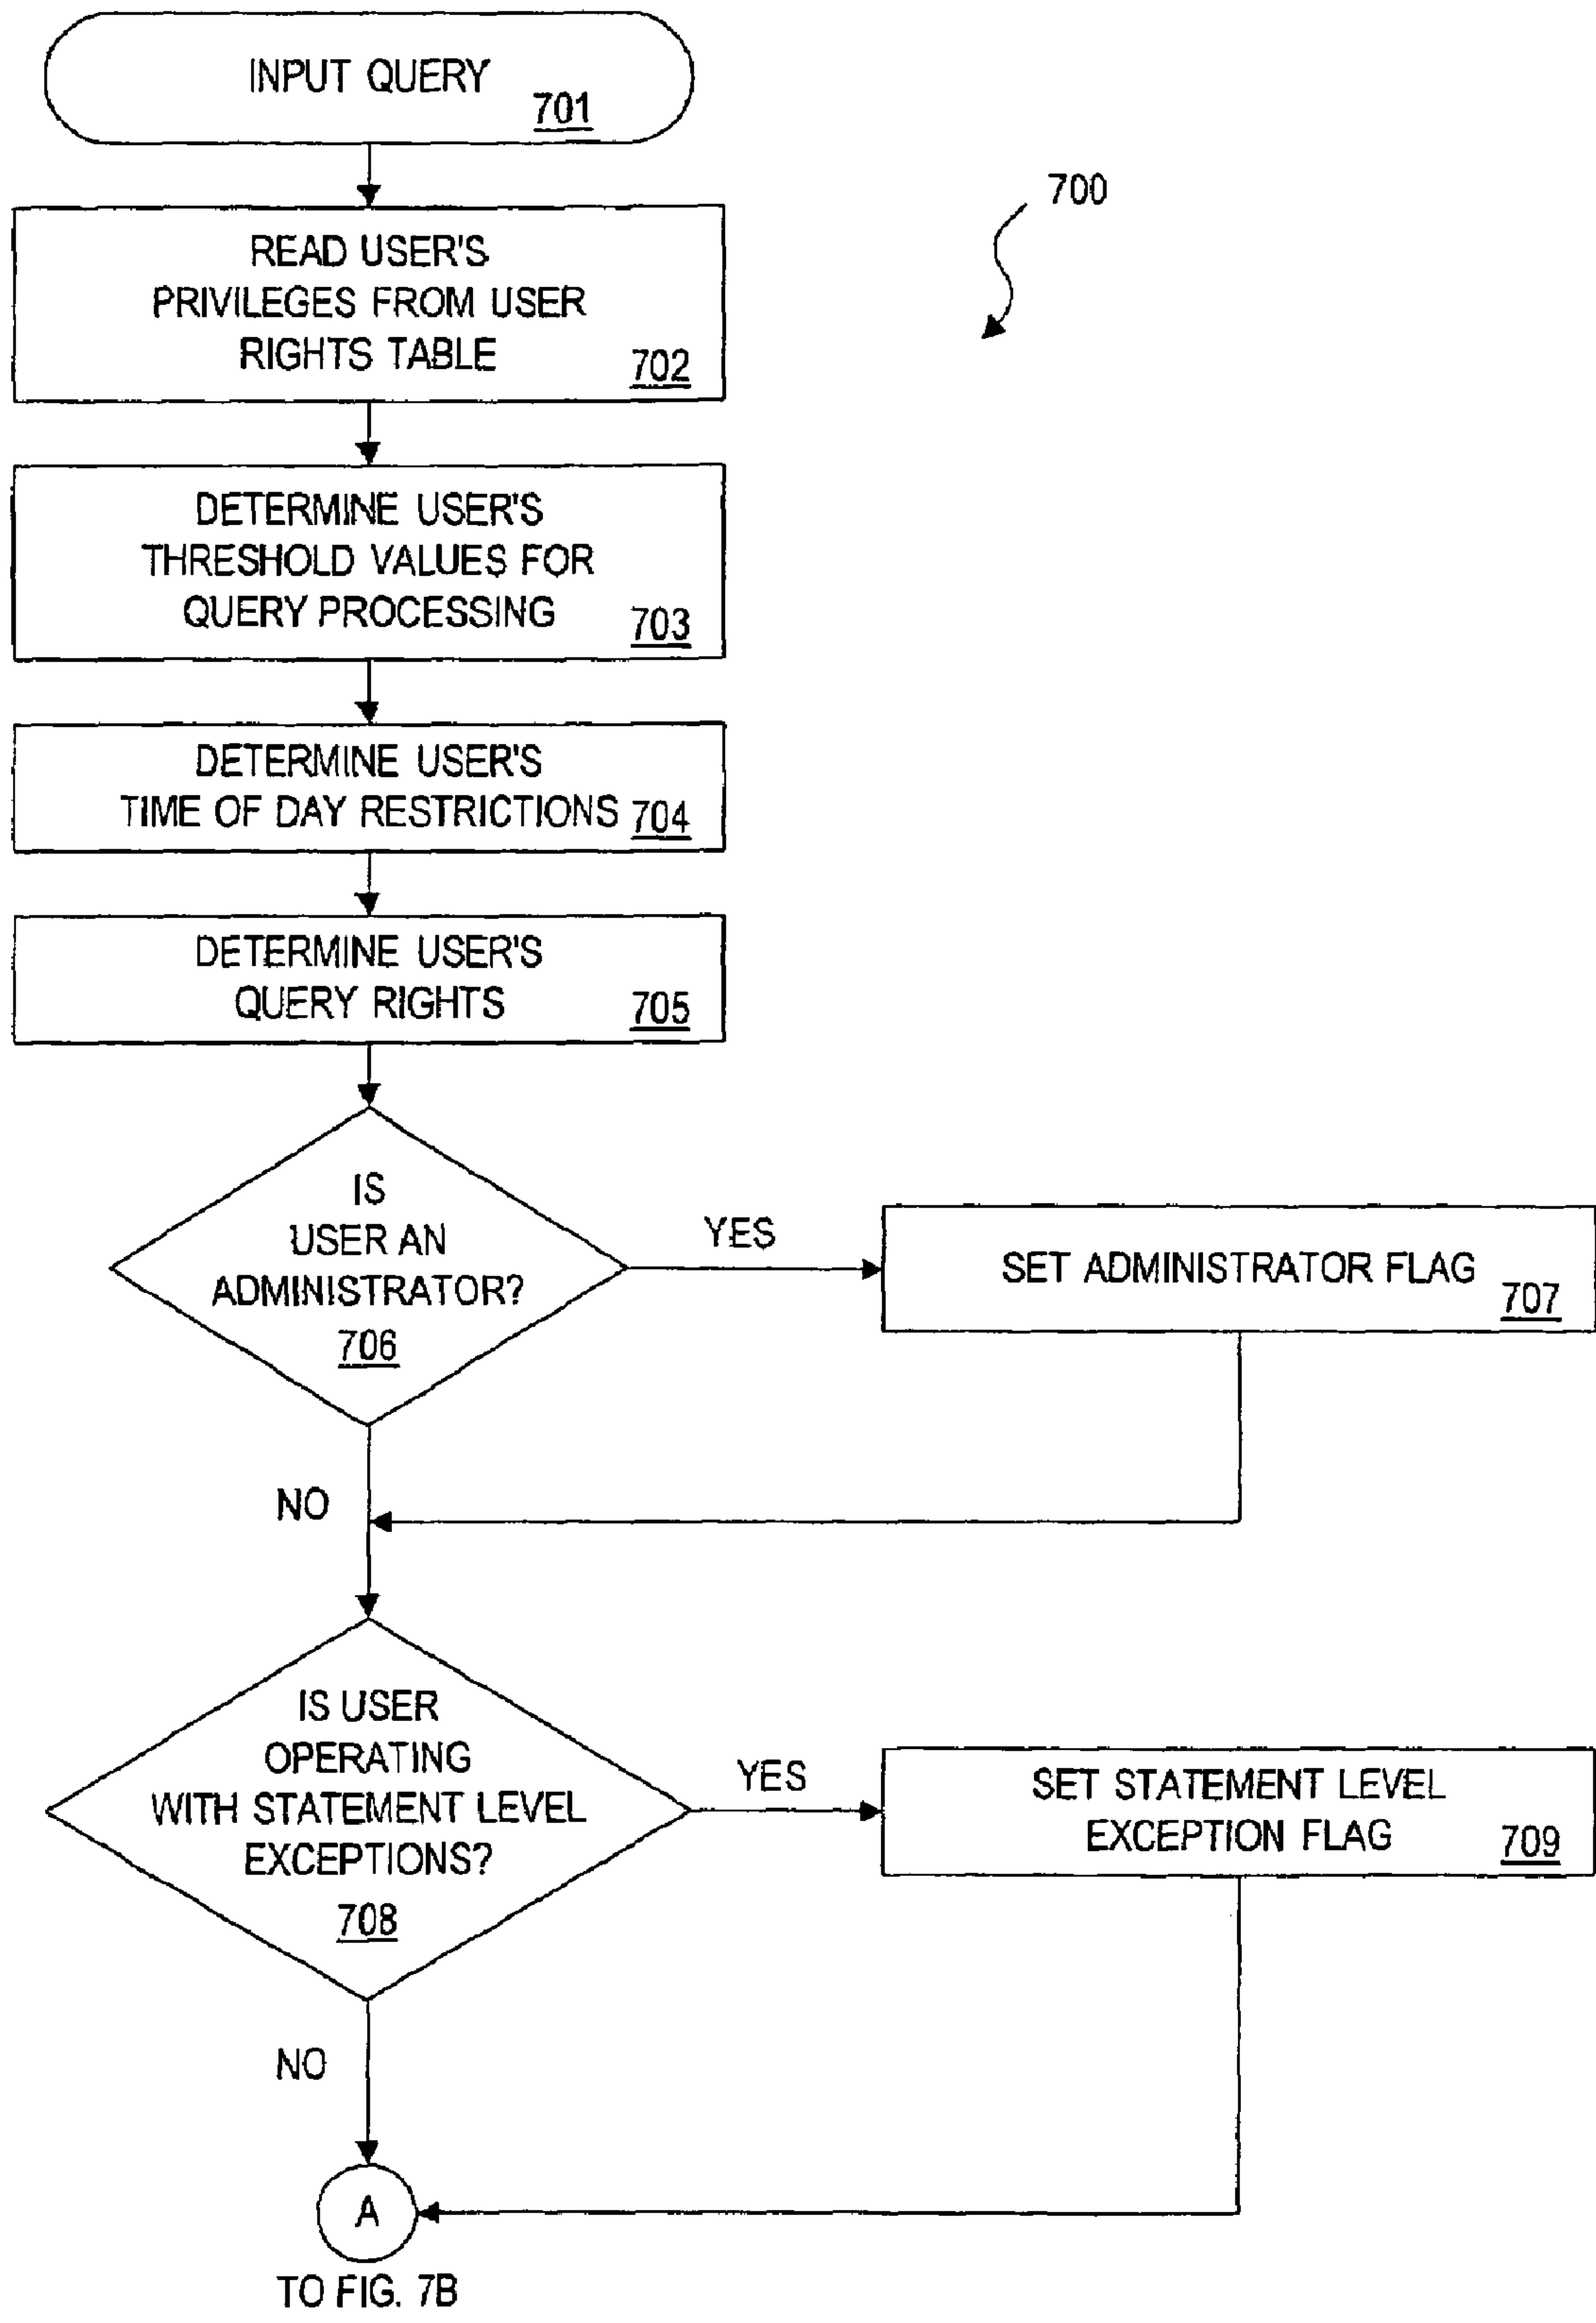 INPUT QUERY
701
700
READ USER'S
PRIVILEGES FROM USER
RIGHTS TABLE
702
DETERMINE USER'S
THRESHOLD VALUES FOR
QUERY PROCESSING
703
DETERMINE USER'S
TIME OF DAY RESTRICTIONS
704
DETERMINE USER'S
QUERY RIGHTS
705
IS
USER AN
ADMINISTRATOR?
706
YES
SET ADMINISTRATOR FLAG
707
NO
IS USER
OPERATING
WITH STATEMENT LEVEL
EXCEPTIONS?
708
YES
SET STATEMENT LEVEL
EXCEPTION FLAG
709
NO
A
TO FIG. 7B